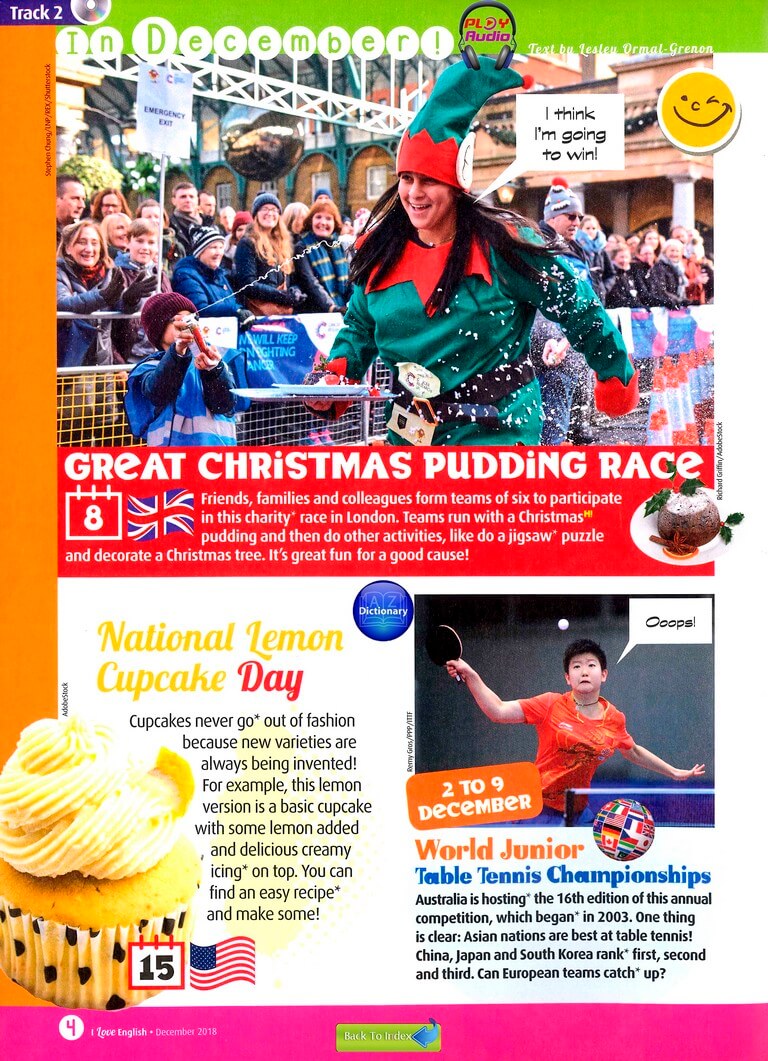 Track 2
In December!
PLAY
Audio
Text by Lesley Ormal-Grenon
Stephen Chung/LNP/REX/Shutterstock
EMERGENCY
EXIT
I think
I'm going
to win!
WILL KEEP
Richard Griffin/AdobeStock
GREAT CHRISTMAS PUDDING RACE
8
Friends, families and colleagues form teams of six to participate
in this charity* race in London. Teams run with a Christmas
pudding and then do other activities, like do a jigsaw* puzzle
and decorate a Christmas tree. It's great fun for a good cause!
A Z
Dictionary
National Lemon
Cupcake Day
AdobeStock
Cupcakes never go* out of fashion
because new varieties are
always being invented!
For example, this lemon
version is a basic cupcake
with some lemon added
and delicious creamy
icing* on top. You can
find an easy recipe*
and make some!
15
Ooops!
Remy Gros/PPP/ITTF
2 TO 9
DECEMBER
World Junior
Table Tennis Championships
Australia is hosting* the 16th edition of this annual
competition, which began* in 2003. One thing
is clear: Asian nations are best at table tennis!
China, Japan and South Korea rank* first, second
and third. Can European teams catch* up?
4
I Love English • December 2018
Back To Index